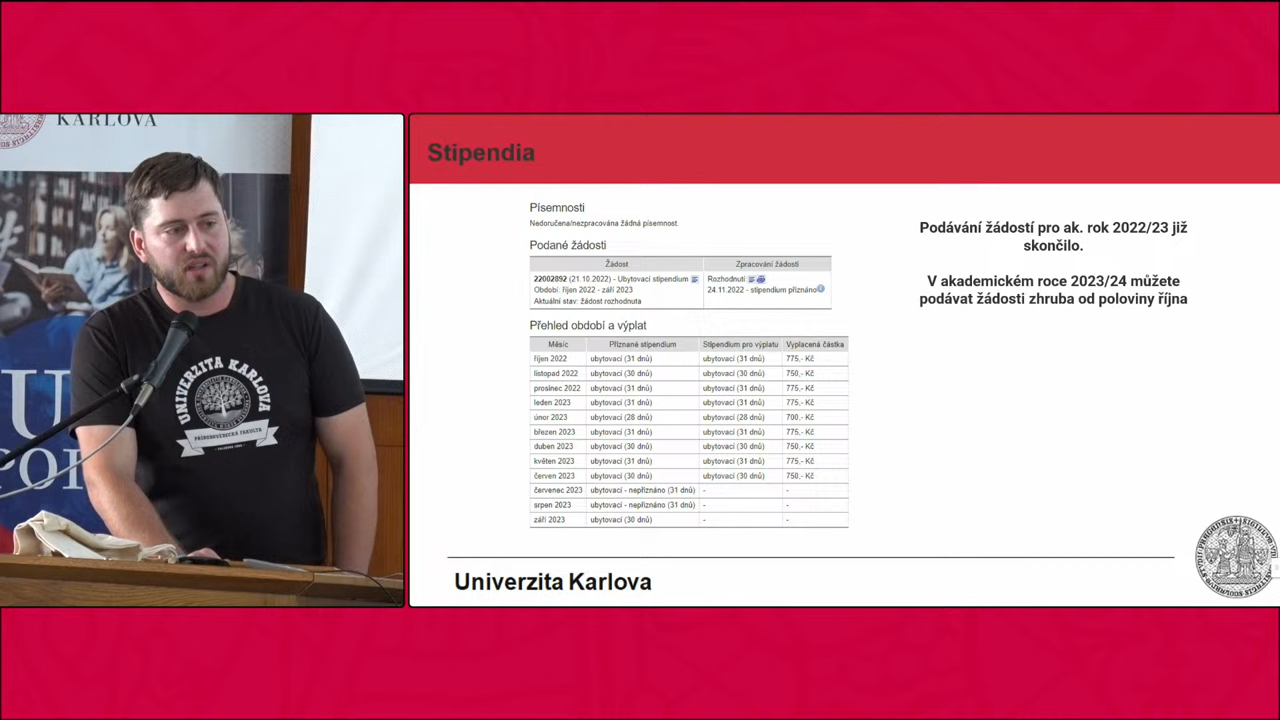 KARLOVA
UNIVERZITA KARLOVA
PŘÍRODOVĚDECKÁ FAKULTA
Stipendia
Písemnosti
Nedoručena/nezpracována žádná písemnost.
Podané žádosti
Žádost Zpracování žádosti
22002892 (21.10.2022) - Ubytovací stipendium Rozhodnutí
Období: říjen 2022 - září 2023 24.11.2022 - stipendium přiznáno
Aktuální stav: žádost rozhodnuta
Přehled období a výplat
Měsíc Přiznané stipendium Stipendium pro výplatu Vyplacená částka
říjen 2022 ubytovací (31 dnů) ubytovací (31 dnů) 775,- Kč
listopad 2022 ubytovací (30 dnů) ubytovací (30 dnů) 750,- Kč
prosinec 2022 ubytovací (31 dnů) ubytovací (31 dnů) 775,- Kč
leden 2023 ubytovací (31 dnů) ubytovací (31 dnů) 775,- Kč
únor 2023 ubytovací (28 dnů) ubytovací (28 dnů) 700,- Kč
březen 2023 ubytovací (31 dnů) ubytovací (31 dnů) 775,- Kč
duben 2023 ubytovací (30 dnů) ubytovací (30 dnů) 750,- Kč
květen 2023 ubytovací (31 dnů) ubytovací (31 dnů) 775,- Kč
červen 2023 ubytovací (30 dnů) ubytovací (30 dnů) 750,- Kč
červenec 2023 ubytovací - nepřiznáno (31 dnů) - -
srpen 2023 ubytovací - nepřiznáno (31 dnů) - -
září 2023 ubytovací (30 dnů) - -
Podávání žádostí pro ak. rok 2022/23 již
skončilo.
V akademickém roce 2023/24 můžete
podávat žádosti zhruba od poloviny října
Univerzita Karlova